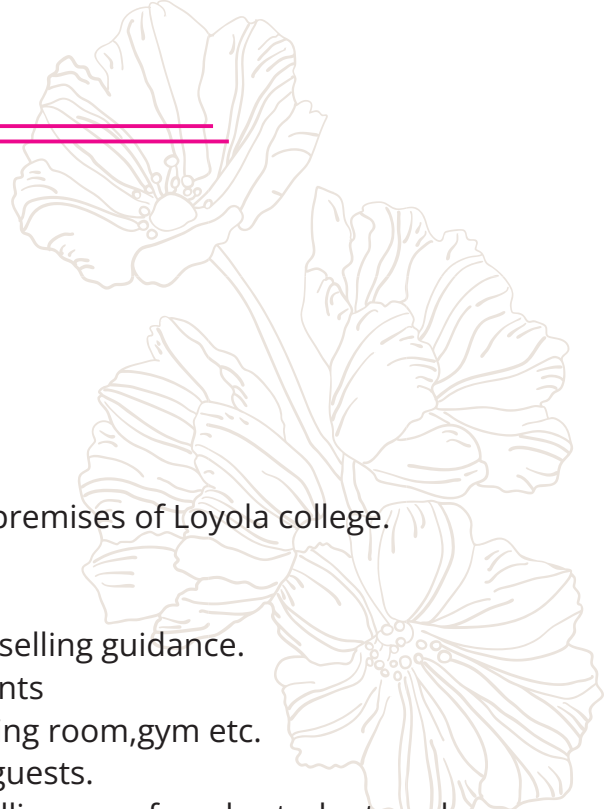 premises of Loyola college.
selling guidance.
nts
ing room,gym etc.
guests.